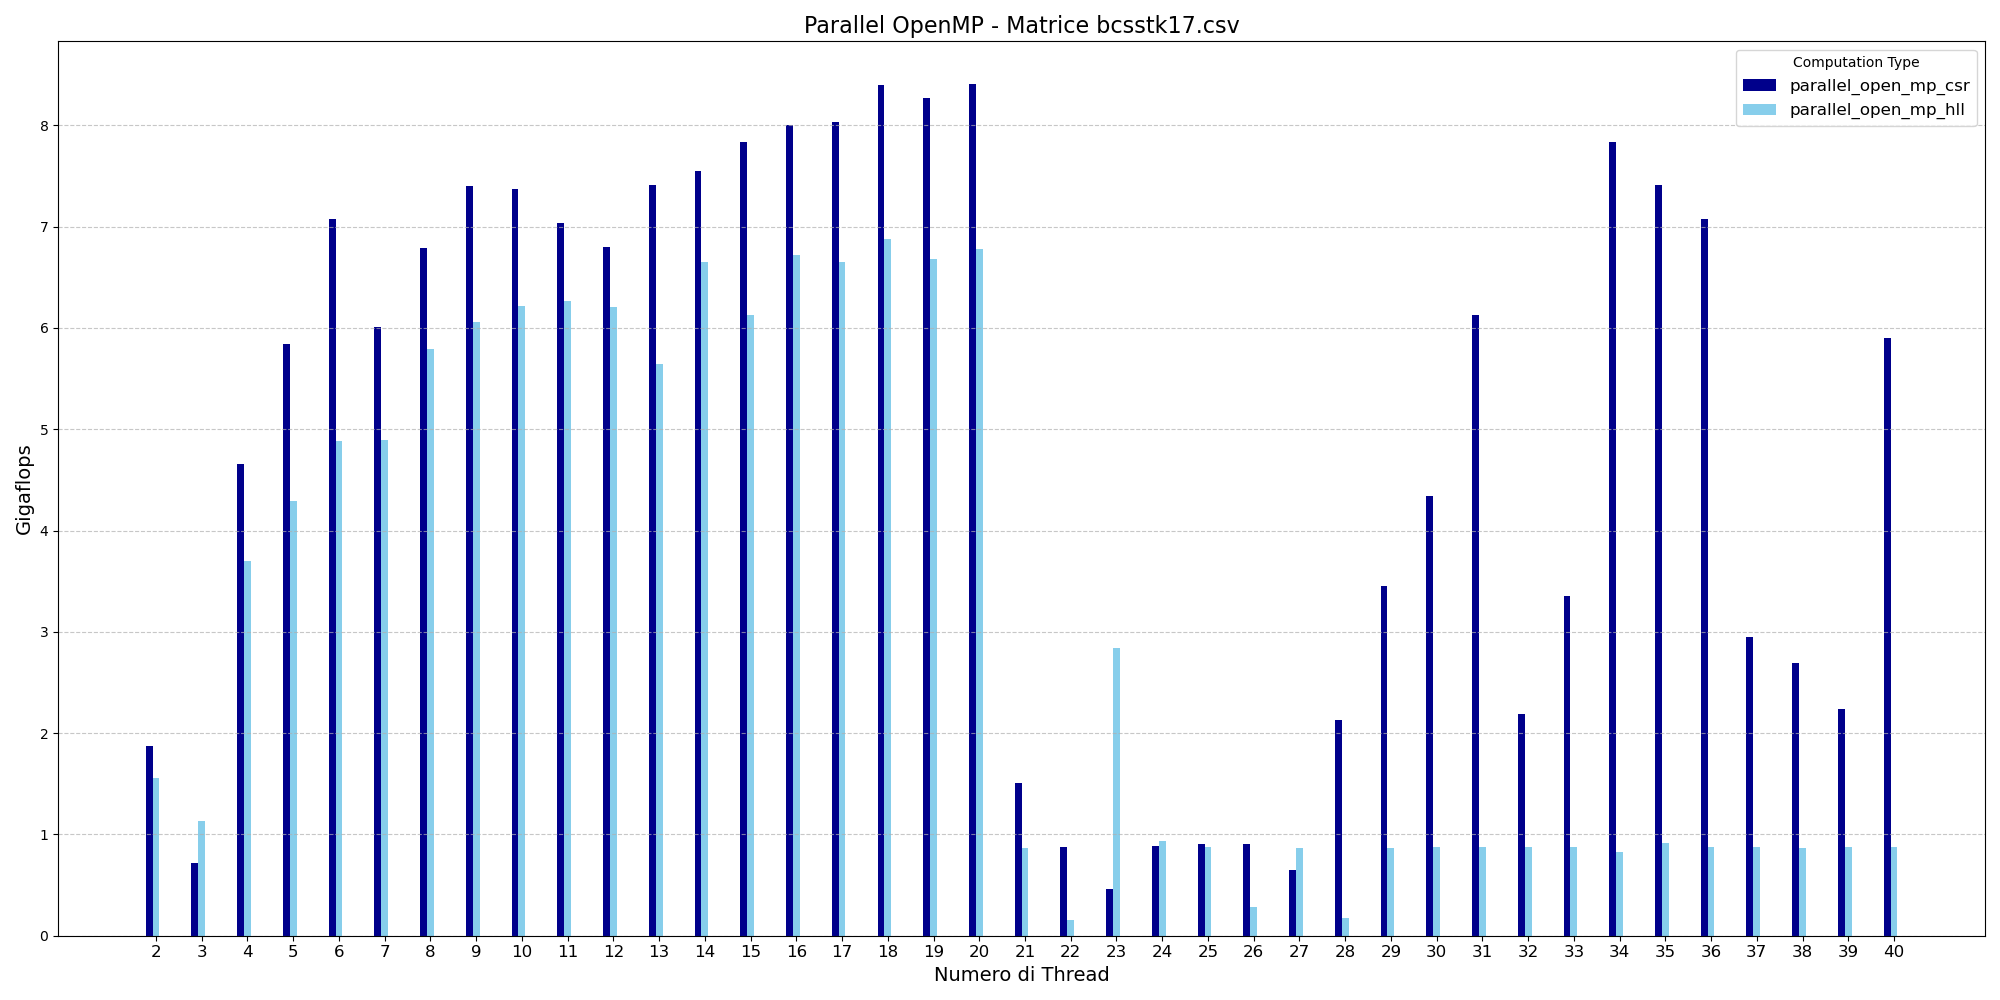 Parallel OpenMP - Matrice bcsstk17.csv
Computation Type
parallel_open_mp_csr
parallel_open_mp_hll
8
7
6
5
4
3
2
1
0
Gigaflops
2 3 4 5 6 7 8 9 10 11 12 13 14 15 16 17 18 19 20 21 22 23 24 25 26 27 28 29 30 31 32 33 34 35 36 37 38 39 40
Numero di Thread